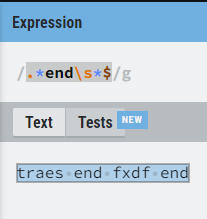 Expression
/.*end\s*$/g
Text Tests NEW
traes end fxdf end